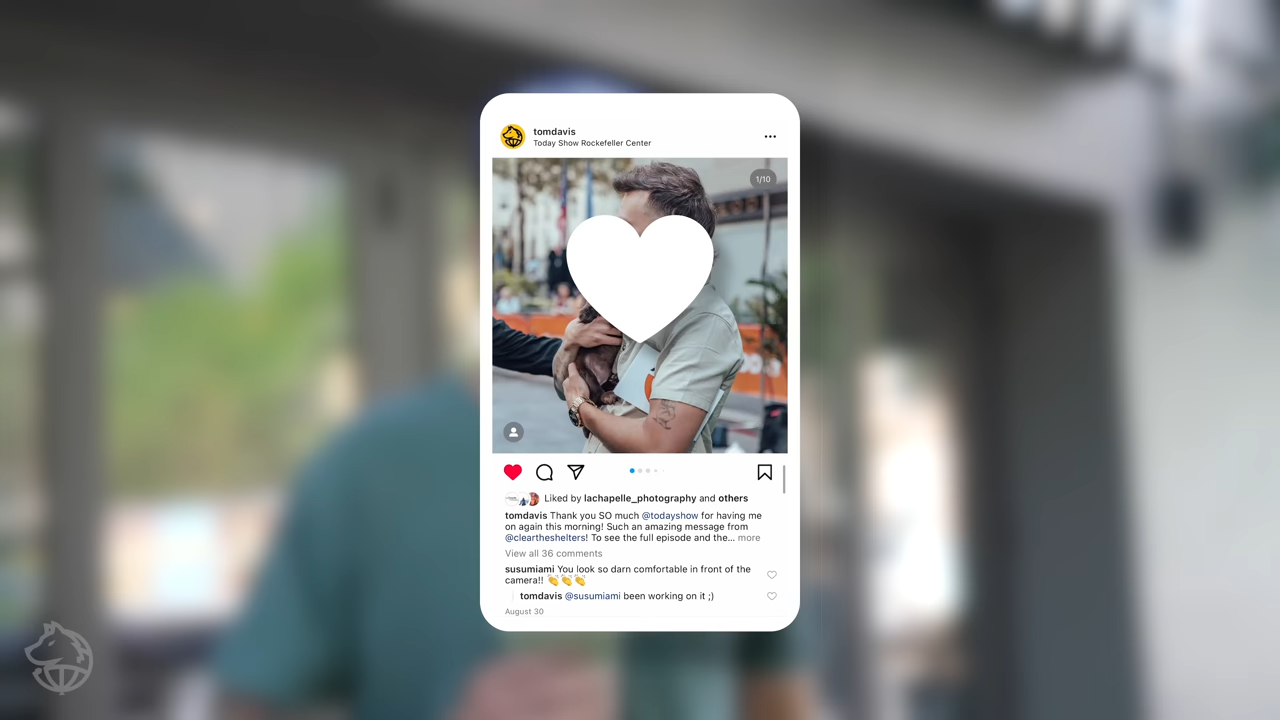 tomdavis
Today Show Rockefeller Center
1/10
Liked by lachapelle_photography and others
tomdavis Thank you SO much @todayshow for having me
on again this morning! Such an amazing message from
@cleartheshelters! To see the full episode and the... more
View all 36 comments
susumiami You look so darn comfortable in front of the
camera!! 👏👏👏
tomdavis @susumiami been working on it ;)
August 30